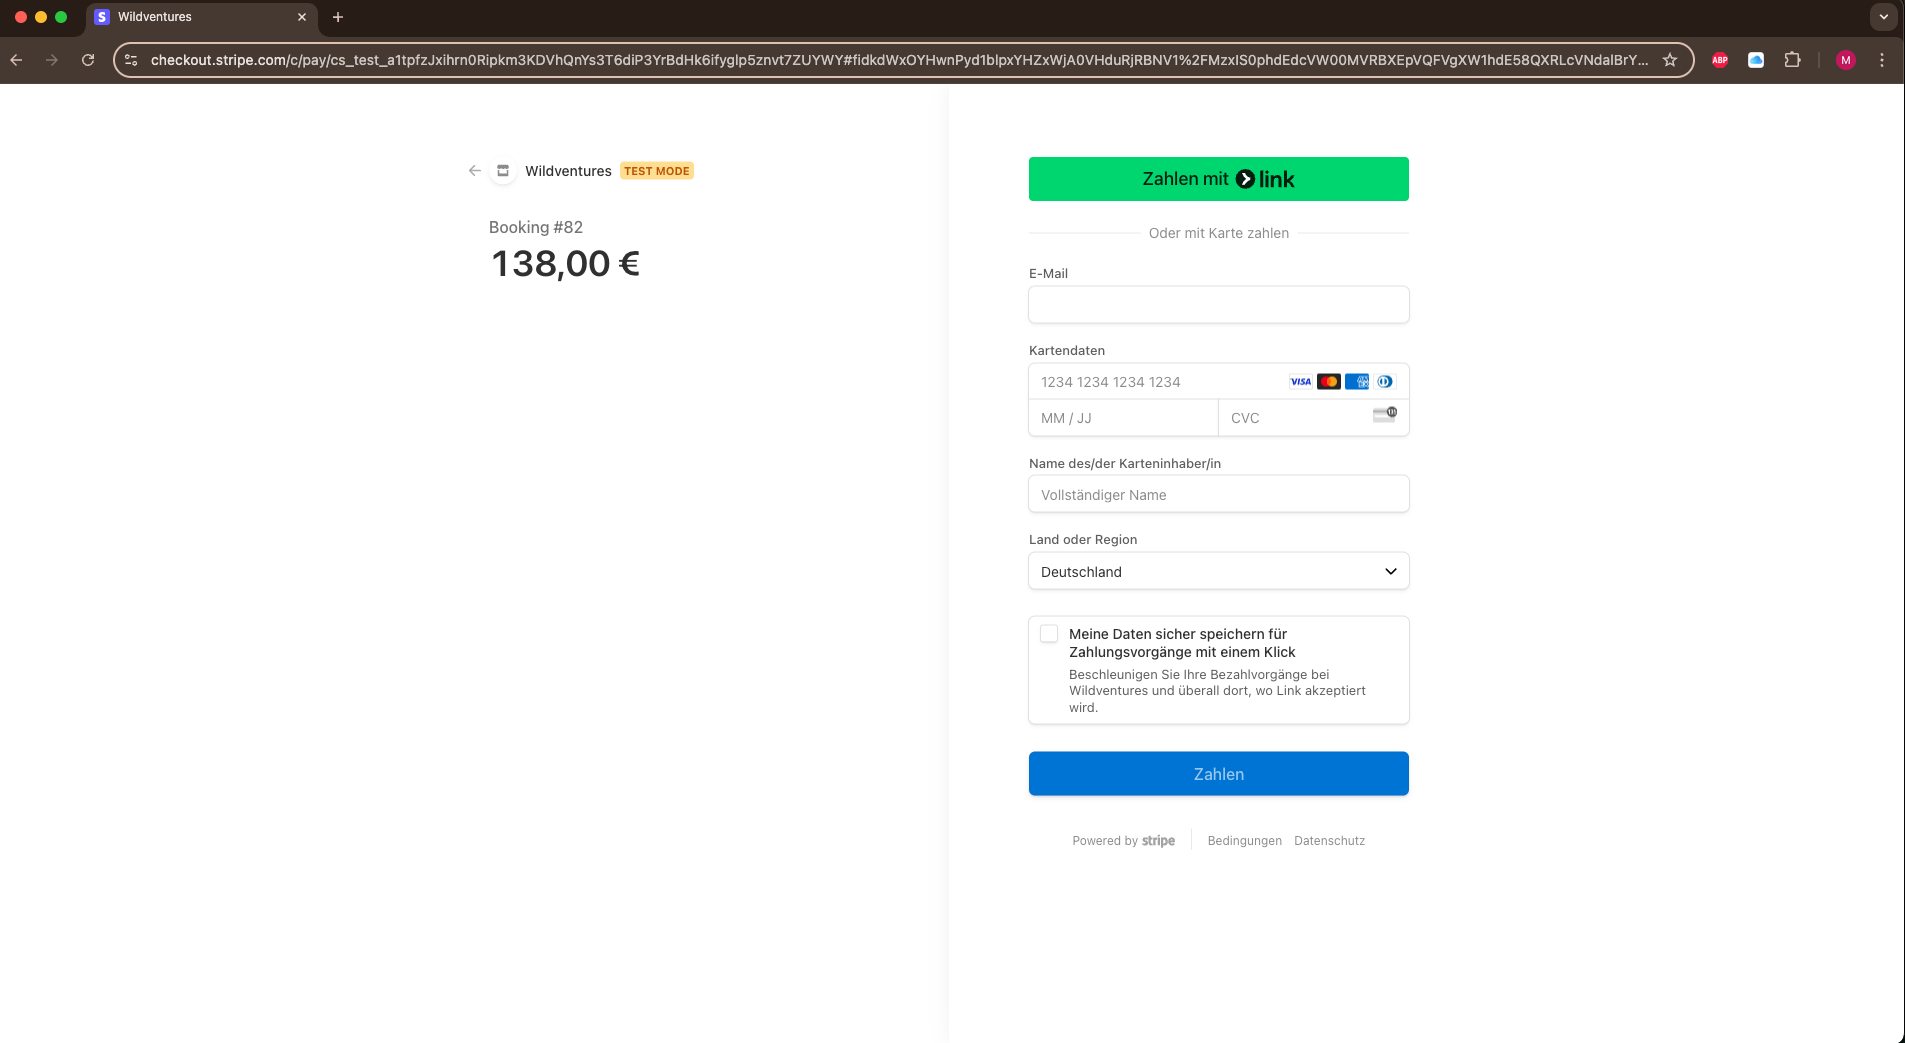 Wildventures
checkout.stripe.com/c/pay/cs_test_a1tpfzJxihrn0Ripkm3KDVhQnYs3T6diP3YrBdHk6ifyglp5znvt7ZUYWY#fidkdWxOYHwnPyd1blpxYHZxWjA0VHduRjRBNV1%2FMzxIS0phdEdcVW00MVRBXEpVQFVgXW1hdE58QXRLcVNdalBrY...
ABP
M
Wildventures TEST MODE
Booking #82
138,00 €
Zahlen mit link
Oder mit Karte zahlen
E-Mail
Kartendaten
1234 1234 1234 1234 VISA
MM / JJ CVC
Name des/der Karteninhaber/in
Vollständiger Name
Land oder Region
Deutschland
Meine Daten sicher speichern für
Zahlungsvorgänge mit einem Klick
Beschleunigen Sie Ihre Bezahlvorgänge bei
Wildventures und überall dort, wo Link akzeptiert
wird.
Zahlen
Powered by stripe Bedingungen Datenschutz